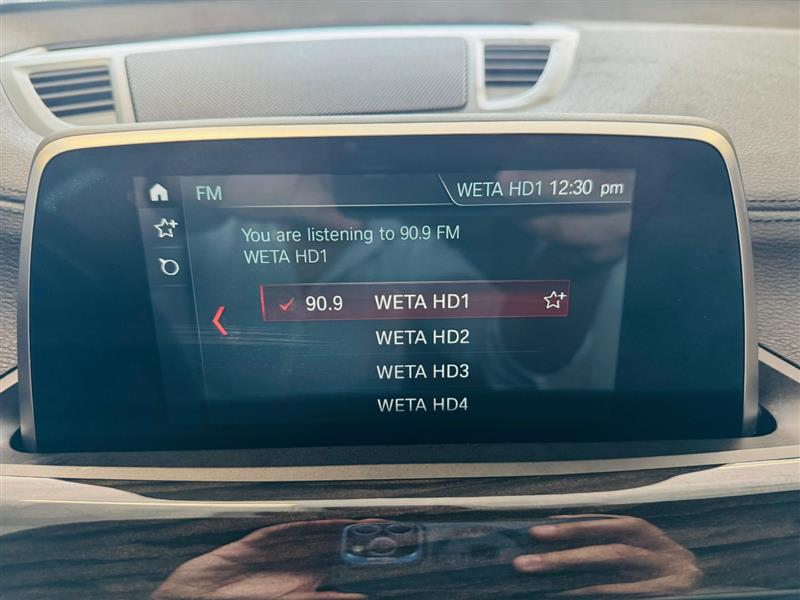 FM
WETA HD1 12:30 pm
You are listening to 90.9 FM
WETA HD1
90.9 WETA HD1
WETA HD2
WETA HD3
WETA HD4